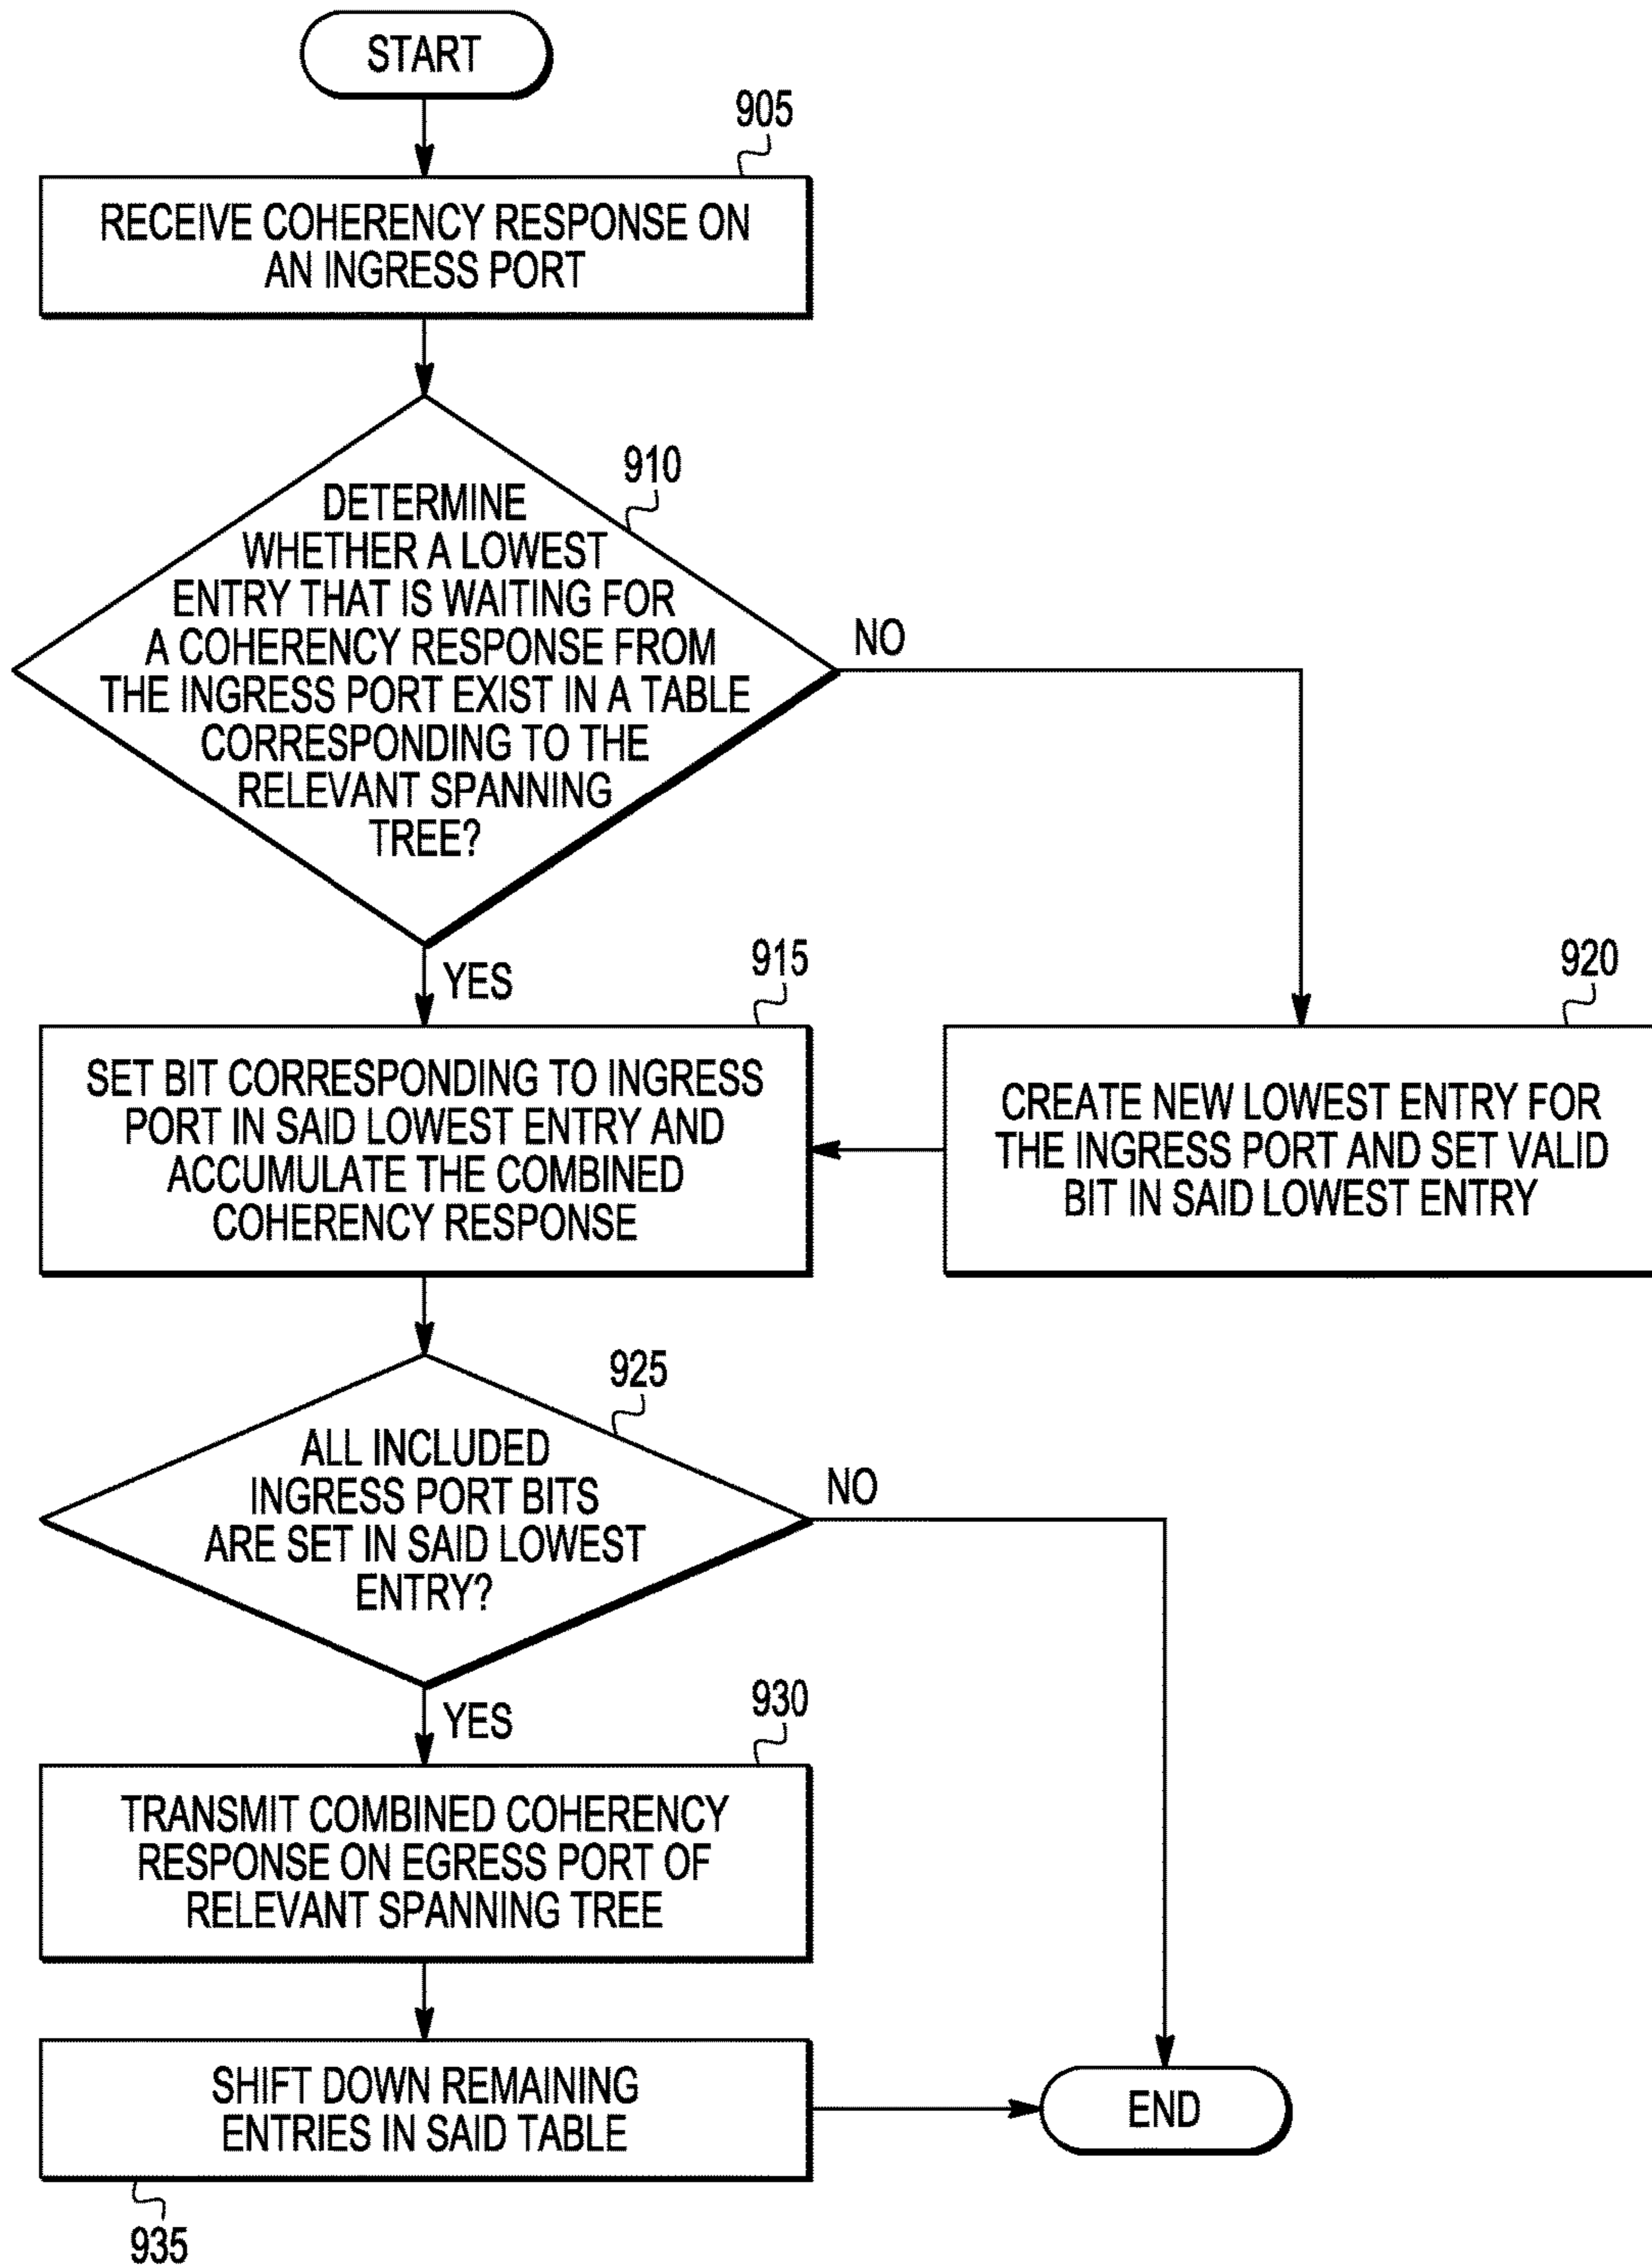 START
905
RECEIVE COHERENCY RESPONSE ON
AN INGRESS PORT
910
DETERMINE
WHETHER A LOWEST
ENTRY THAT IS WAITING FOR
A COHERENCY RESPONSE FROM
THE INGRESS PORT EXIST IN A TABLE
CORRESPONDING TO THE
RELEVANT SPANNING
TREE?
NO
YES
915
SET BIT CORRESPONDING TO INGRESS
PORT IN SAID LOWEST ENTRY AND
ACCUMULATE THE COMBINED
COHERENCY RESPONSE
920
CREATE NEW LOWEST ENTRY FOR
THE INGRESS PORT AND SET VALID
BIT IN SAID LOWEST ENTRY
925
ALL INCLUDED
INGRESS PORT BITS
ARE SET IN SAID LOWEST
ENTRY?
NO
YES
930
TRANSMIT COMBINED COHERENCY
RESPONSE ON EGRESS PORT OF
RELEVANT SPANNING TREE
SHIFT DOWN REMAINING
ENTRIES IN SAID TABLE
935
END